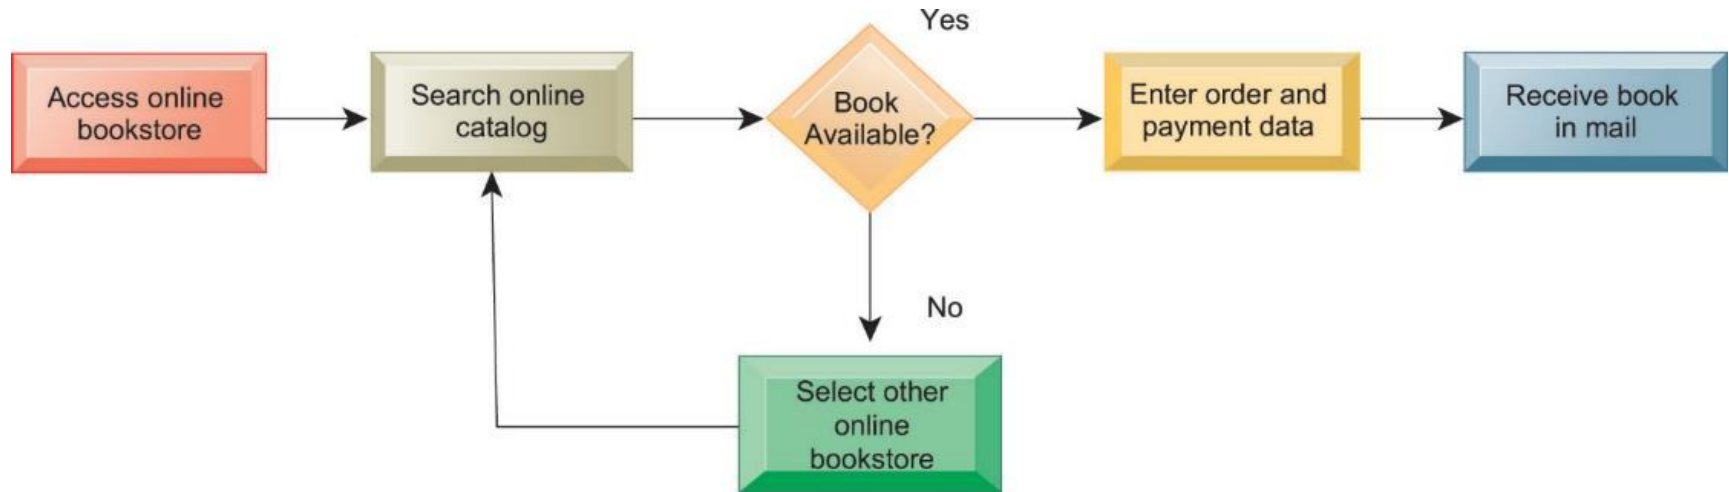 Yes
Access online
bookstore
Search online
catalog
Book
Available?
Enter order and
payment data
Receive book
in mail
No
Select other
online
bookstore